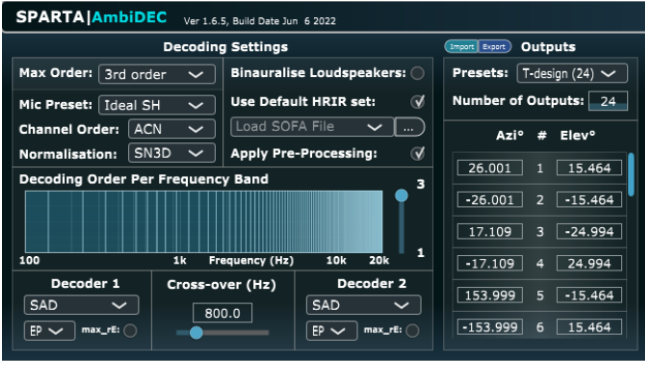 SPARTA|AmbiDEC Ver 1.6.5, Build Date Jun 6 2022
Decoding Settings
Max Order: 3rd order
Mic Preset: Ideal SH
Channel Order: ACN
Normalisation: SN3D
Binauralise Loudspeakers:
Use Default HRIR set:
Load SOFA File ...
Apply Pre-Processing:
Decoding Order Per Frequency Band
3
1
100 1k Frequency (Hz) 10k 20k
Decoder 1
SAD
EP max_rE:
Cross-over (Hz)
800.0
Decoder 2
SAD
EP max_rE:
Import Export Outputs
Presets: T-design (24)
Number of Outputs: 24
Azi° # Elev°
26.001 1 15.464
-26.001 2 -15.464
17.109 3 -24.994
-17.109 4 24.994
153.999 5 -15.464
-153.999 6 15.464